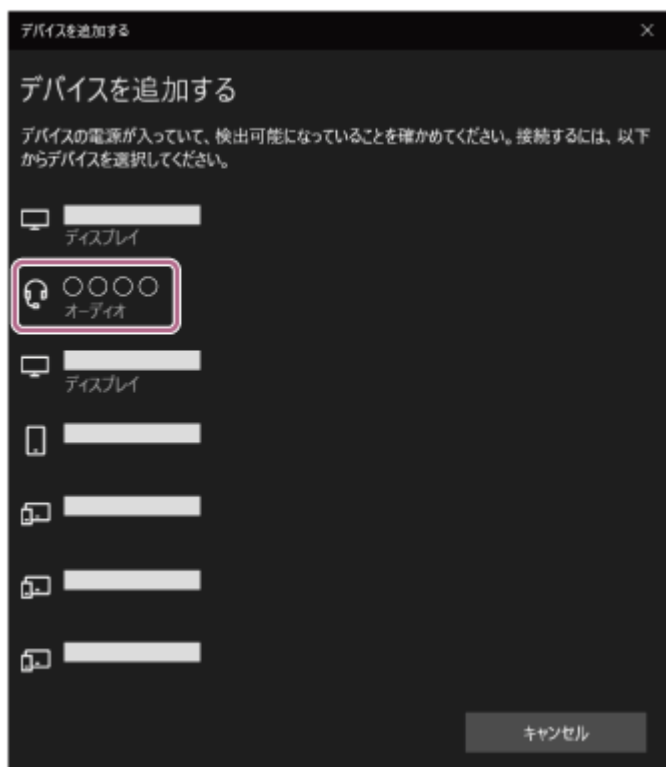 デバイスを追加する
デバイスを追加する
デバイスの電源が入っていて、検出可能になっていることを確かめてください。接続するには、以下
からデバイスを選択してください。
ディスプレイ
○○○○
オーディオ
ディスプレイ
キャンセル